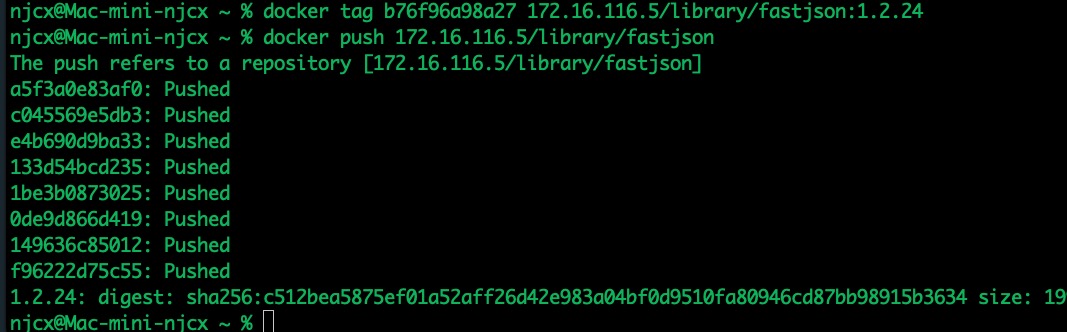 njcx@Mac-mini-njcx ~ % docker tag b76f96a98a27 172.16.116.5/library/fastjson:1.2.24
njcx@Mac-mini-njcx ~ % docker push 172.16.116.5/library/fastjson
The push refers to a repository [172.16.116.5/library/fastjson]
a5f3a0e83af0: Pushed
c045569e5db3: Pushed
e4b690d9ba33: Pushed
133d54bcd235: Pushed
1be3b0873025: Pushed
0de9d866d419: Pushed
149636c85012: Pushed
f96222d75c55: Pushed
1.2.24: digest: sha256:c512bea5875ef01a52aff26d42e983a04bf0d9510fa80946cd87bb98915b3634 size: 19
njcx@Mac-mini-njcx ~ %